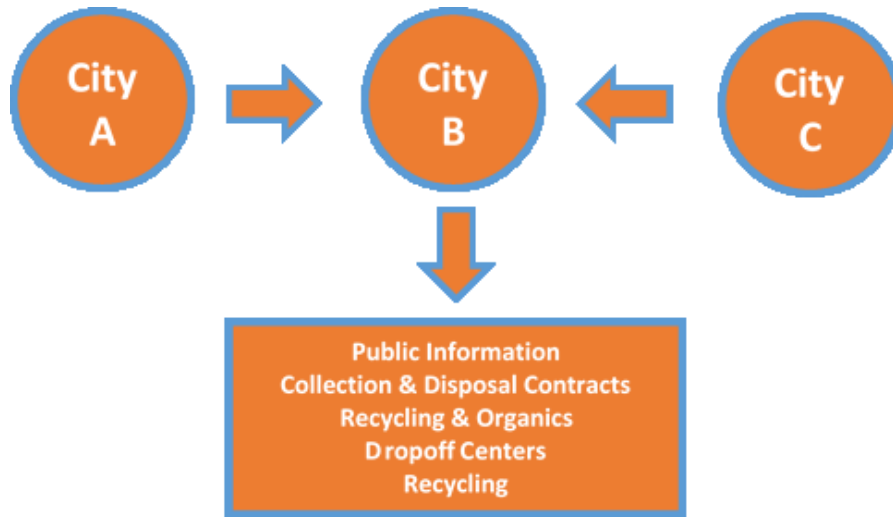 City
A
City
B
City
C
Public Information
Collection & Disposal Contracts
Recycling & Organics
Dropoff Centers
Recycling